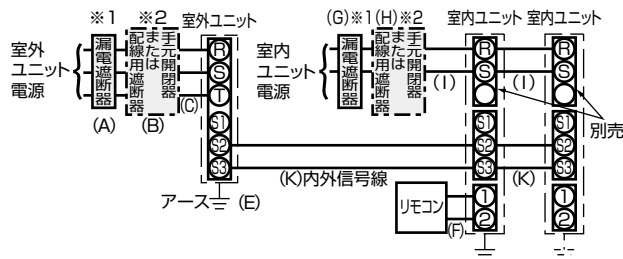 ※1
※2
室外ユニット
(G)※1(H)※2
室内ユニット
室内ユニット
室外
ユニット
電源
漏電遮断器
手元開閉器
または
配線用遮断器
R
S
T
S1
S2
S3
(A)
(B)
(C)
室内
ユニット
電源
漏電遮断器
手元開閉器
または
配線用遮断器
R
S
S1
S2
S3
1
2
(I)
(I)
R
S
S1
S2
S3
1
2
別売
(K)内外信号線
(K)
アース
(E)
リモコン
(F)